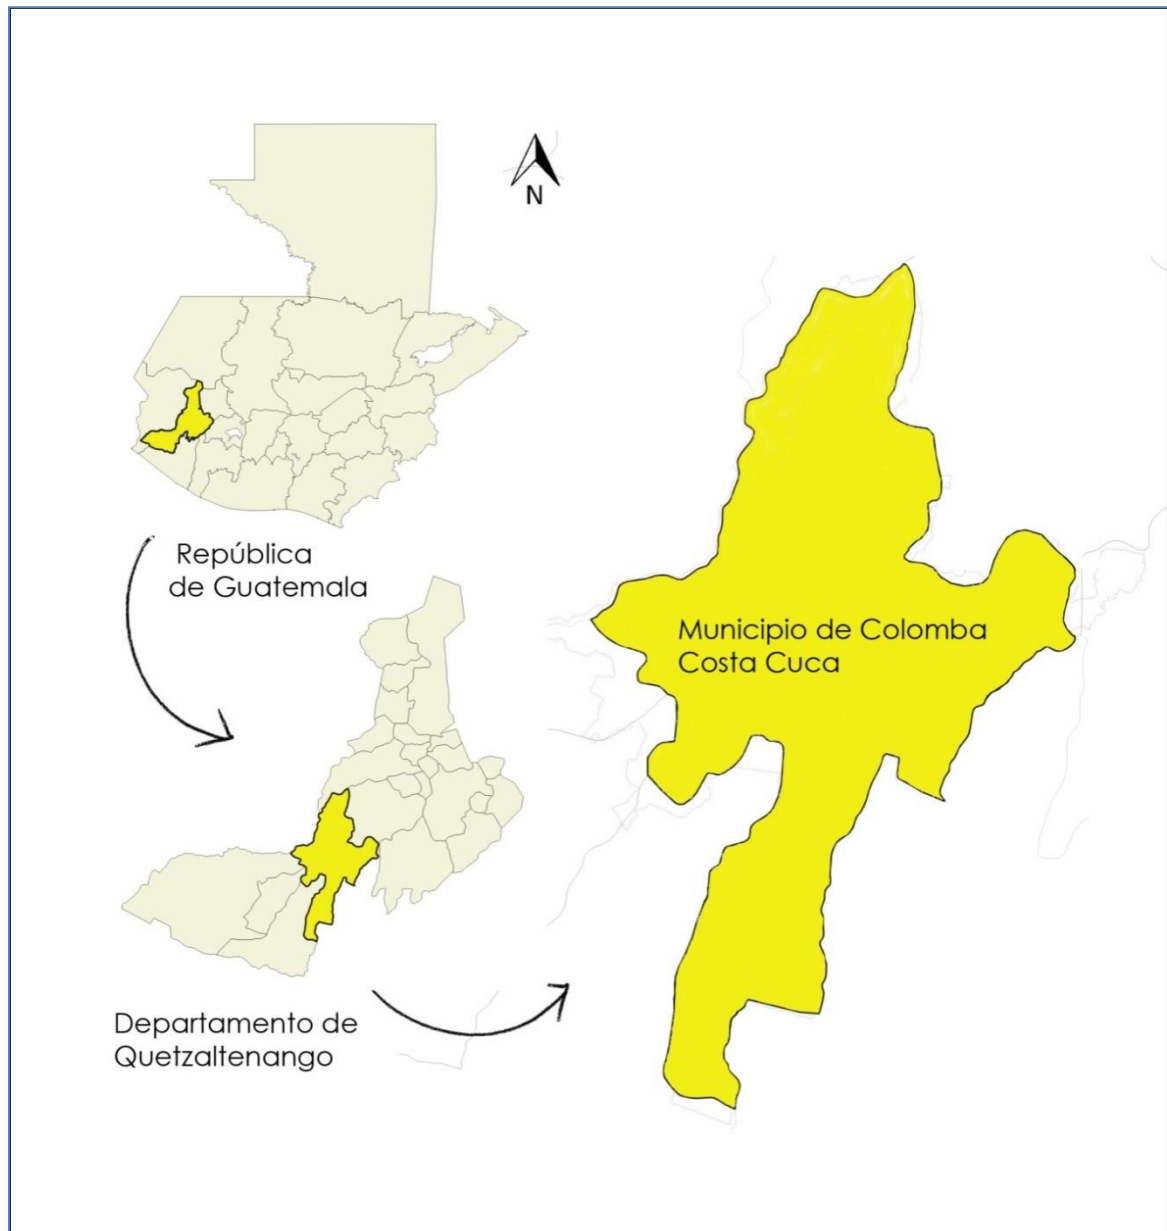 N
República
de Guatemala
Municipio de Colomba
Costa Cuca
Departamento de
Quetzaltenango